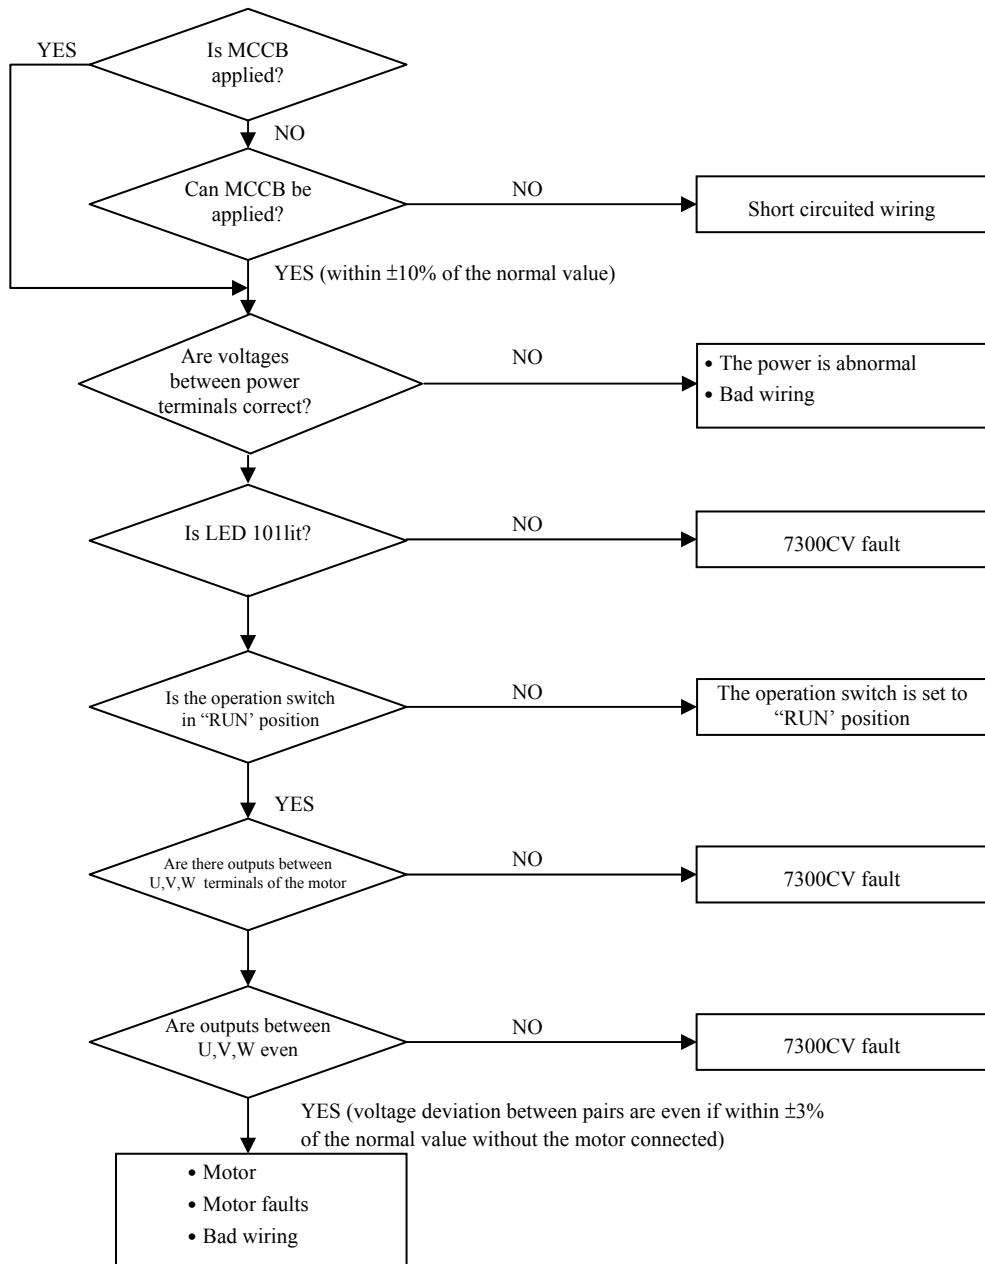 YES
Is MCCB
applied?
NO
Can MCCB be
applied?
NO
Short circuited wiring
YES (within ±10% of the normal value)
Are voltages
between power
terminals correct?
NO
• The power is abnormal
• Bad wiring
Is LED 101lit?
NO
7300CV fault
Is the operation switch
in “RUN’ position
NO
The operation switch is set to
“RUN’ position
YES
Are there outputs between
U,V,W terminals of the motor
NO
7300CV fault
Are outputs between
U,V,W even
NO
7300CV fault
YES (voltage deviation between pairs are even if within ±3%
of the normal value without the motor connected)
• Motor
• Motor faults
• Bad wiring